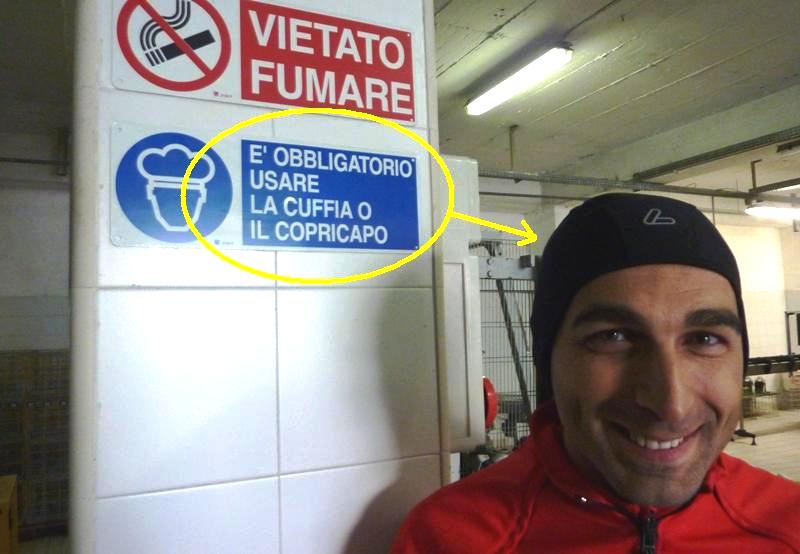 VIETATO
FUMARE
E' OBBLIGATORIO
USARE
LA CUFFIA O
IL COPRICAPO